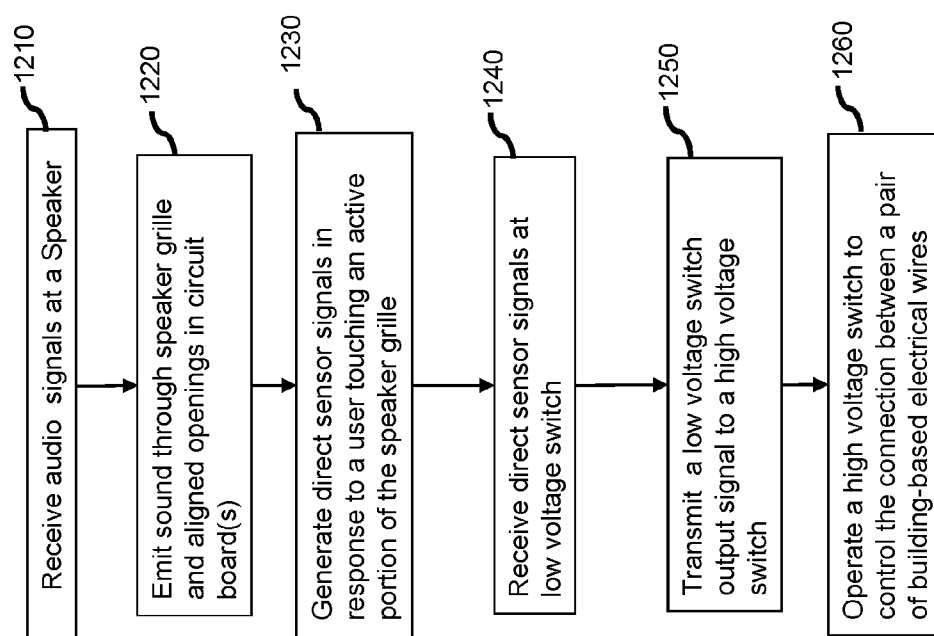 1210
Receive audio signals at a Speaker
1220
Emit sound through speaker grille
and aligned openings in circuit
board(s)
1230
Generate direct sensor signals in
response to a user touching an active
portion of the speaker grille
1240
Receive direct sensor signals at
low voltage switch
1250
Transmit a low voltage switch
output signal to a high voltage
switch
1260
Operate a high voltage switch to
control the connection between a pair
of building-based electrical wires